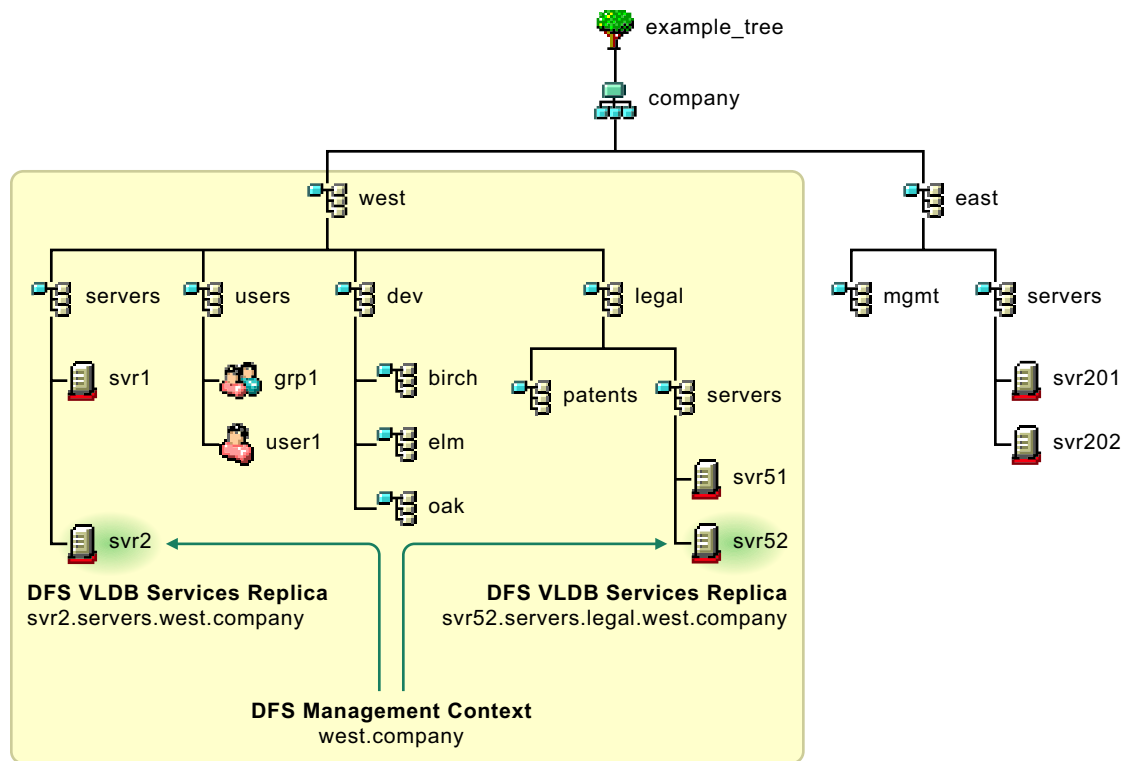 example_tree
company
west
east
servers
users
dev
legal
mgmt
servers
svr1
grp1
birch
patents
servers
svr201
user1
elm
svr202
svr51
oak
svr2
svr52
DFS VLDB Services Replica
svr2.servers.west.company
DFS VLDB Services Replica
svr52.servers.legal.west.company
DFS Management Context
west.company